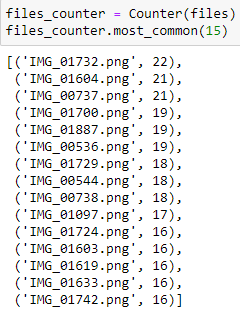 files_counter = Counter(files)
files_counter.most_common(15)
[('IMG_01732.png', 22),
('IMG_01604.png', 21),
('IMG_00737.png', 21),
('IMG_01700.png', 19),
('IMG_01887.png', 19),
('IMG_00536.png', 19),
('IMG_01729.png', 18),
('IMG_00544.png', 18),
('IMG_00738.png', 18),
('IMG_01097.png', 17),
('IMG_01724.png', 16),
('IMG_01603.png', 16),
('IMG_01619.png', 16),
('IMG_01633.png', 16),
('IMG_01742.png', 16)]